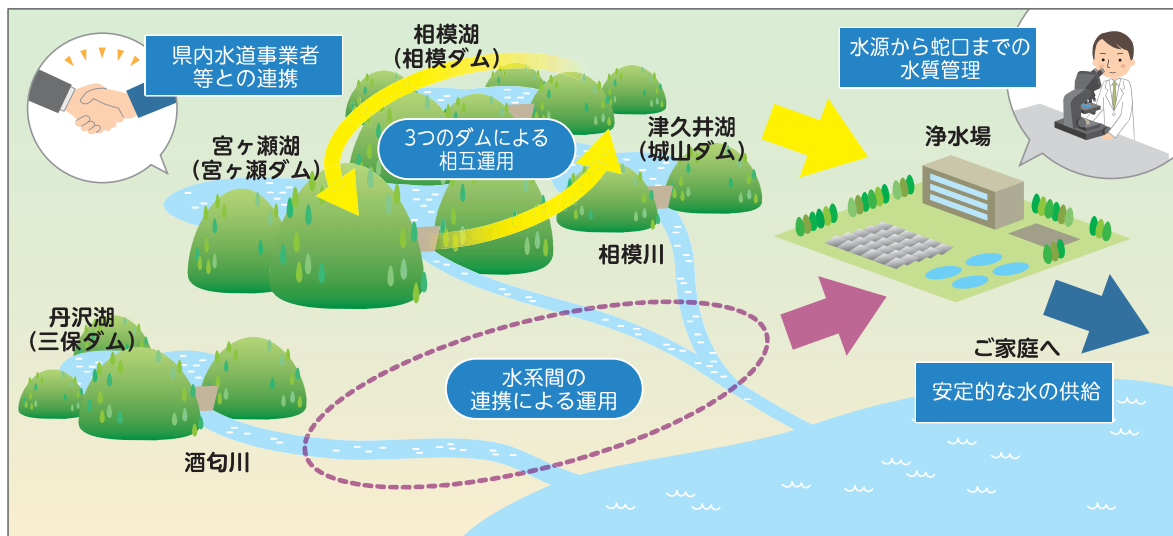 県内水道事業者
等との連携
相模湖
(相模ダム)
水源から蛇口までの
水質管理
3つのダムによる
相互運用
津久井湖
(城山ダム)
浄水場
宮ヶ瀬湖
(宮ヶ瀬ダム)
相模川
丹沢湖
(三保ダム)
水系間の
連携による運用
ご家庭へ
安定的な水の供給
酒匂川